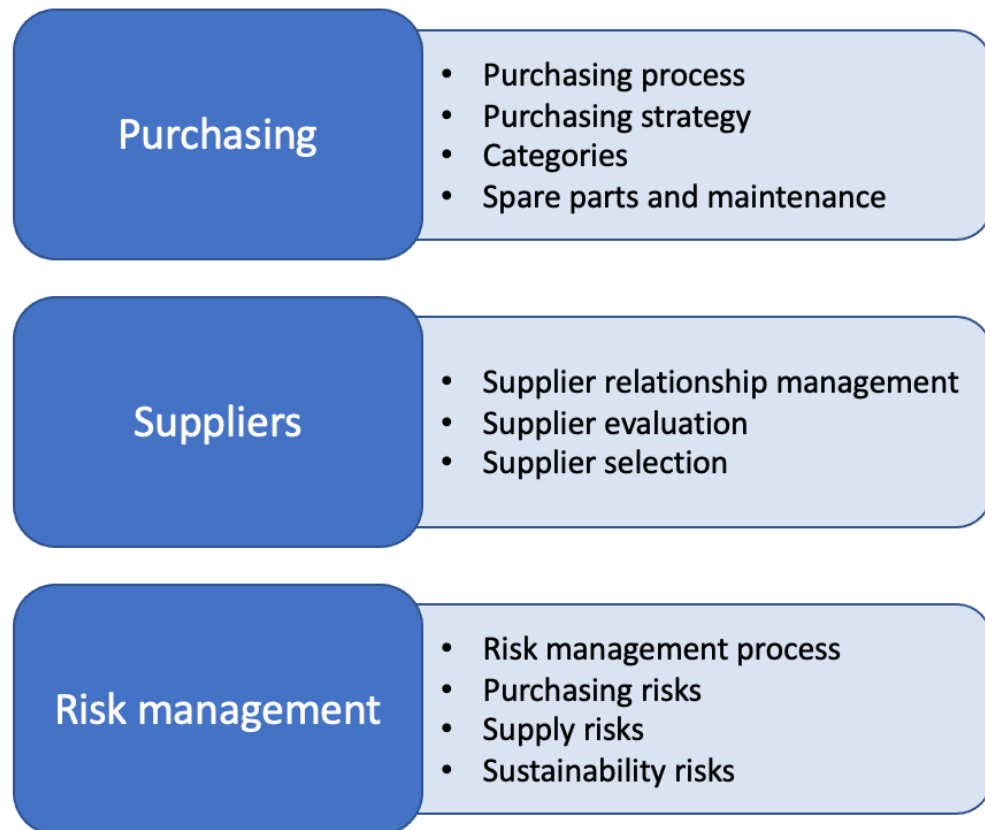 Purchasing
• Purchasing process
• Purchasing strategy
• Categories
• Spare parts and maintenance
Suppliers
• Supplier relationship management
• Supplier evaluation
• Supplier selection
Risk management
• Risk management process
• Purchasing risks
• Supply risks
• Sustainability risks